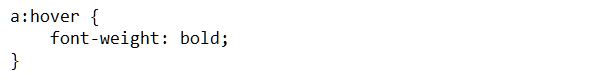 a:hover {
    font-weight: bold;
}